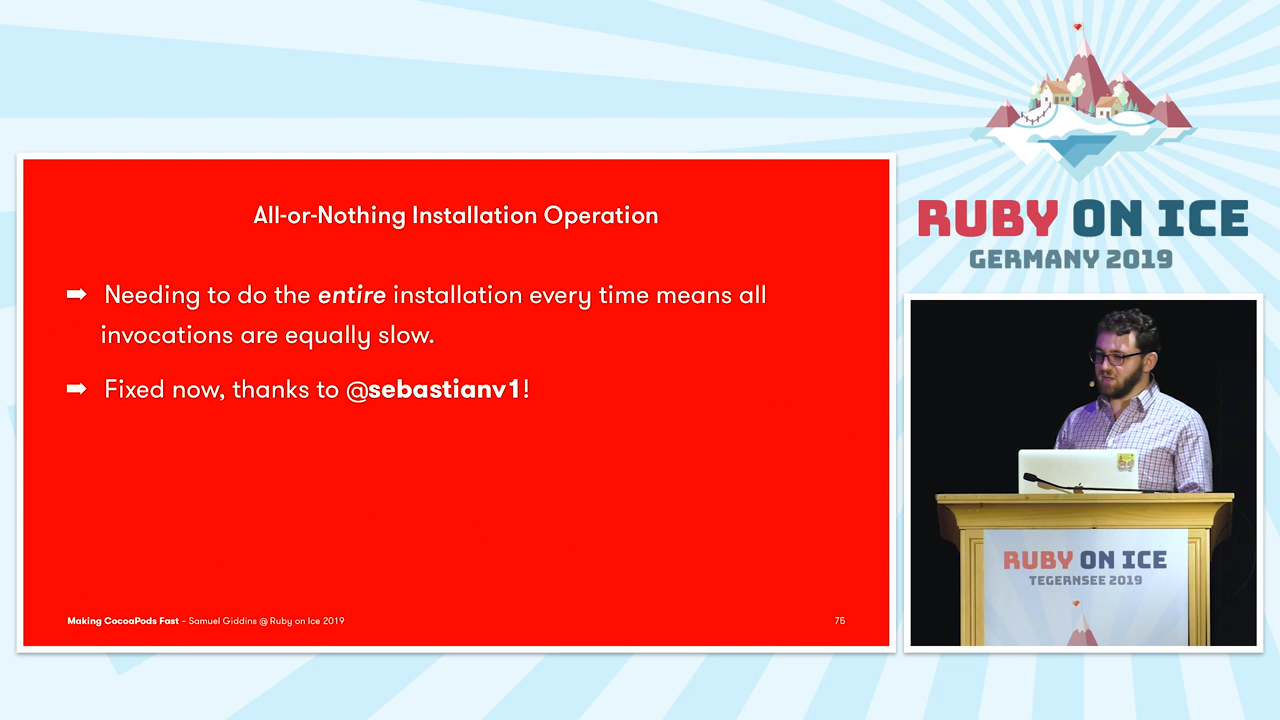 All-or-Nothing Installation Operation
➡ Needing to do the entire installation every time means all
invocations are equally slow.
➡ Fixed now, thanks to @sebastianv1!
Making CocoaPods Fast – Samuel Giddins @ Ruby on Ice 2019
75
RUBY ON ICE
GERMANY 2019
RUBY ON ICE
TEGERNSEE 2019